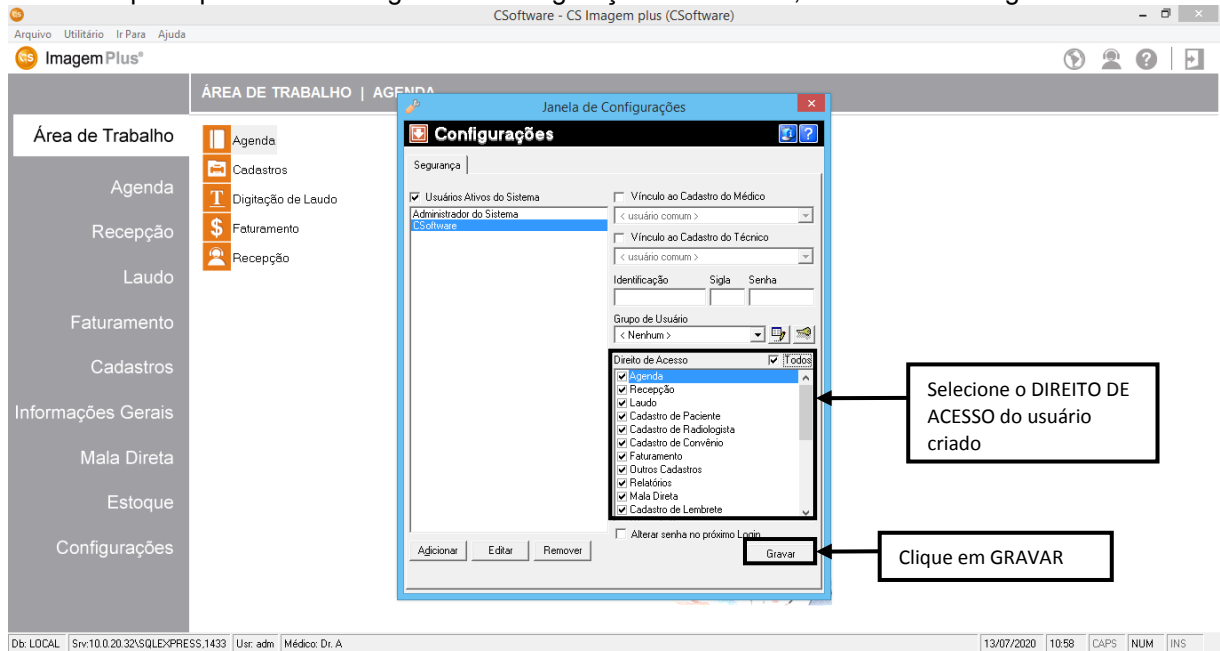 CSoftware - CS Imagem plus (CSoftware)
Arquivo Utilitário Ir Para Ajuda
cs Imagem Plus®
ÁREA DE TRABALHO | AGENDA
Área de Trabalho
Agenda
Recepção
Laudo
Faturamento
Cadastros
Informações Gerais
Mala Direta
Estoque
Configurações
Agenda
Cadastros
Digitação de Laudo
Faturamento
Recepção
Janela de Configurações
Configurações
Segurança
Usuários Ativos do Sistema
Administrador do Sistema
CSoftware
Adicionar Editar Remover
Vínculo ao Cadastro do Médico
< usuário comum >
Vínculo ao Cadastro do Técnico
< usuário comum >
Identificação Sigla Senha
Grupo de Usuário
< Nenhum >
Direito de Acesso Todos
Agenda
Recepção
Laudo
Cadastro de Paciente
Cadastro de Radiologista
Cadastro de Convênio
Faturamento
Outros Cadastros
Relatórios
Mala Direta
Cadastro de Lembrete
Alterar senha no próximo Login
Gravar
Selecione o DIREITO DE
ACESSO do usuário
criado
Clique em GRAVAR
Db: LOCAL Srv:10.0.20.32\SQLEXPRESS,1433 Usr: adm Médico: Dr. A 13/07/2020 10:58 CAPS NUM INS